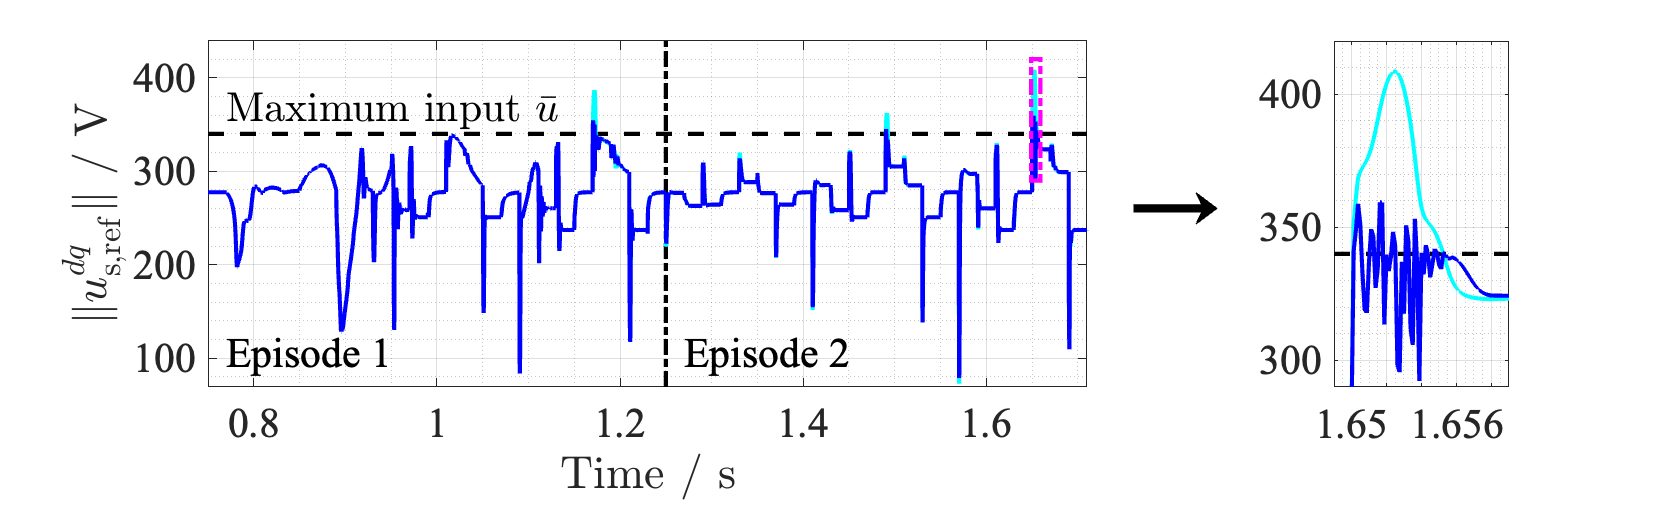 ‖u^{dq}_{s,ref}‖ / V
400
300
200
100
Maximum input ū
Episode 1
Episode 2
0.8
1
1.2
1.4
1.6
Time / s
400
350
300
1.65
1.656